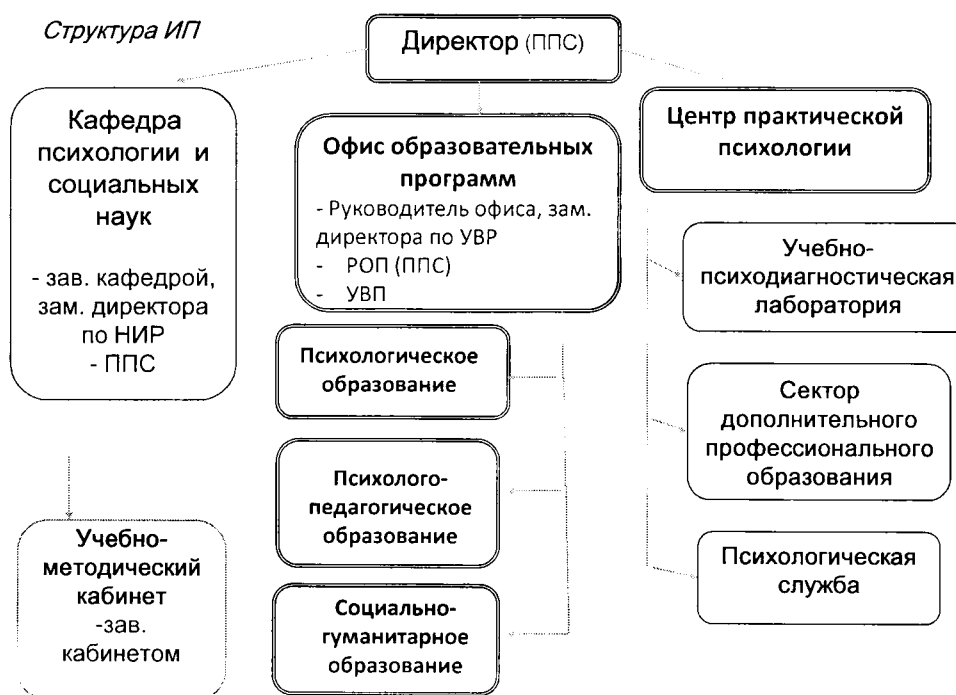 Структура ИП
Директор (ППС)
Кафедра
психологии и
социальных
наук
- зав. кафедрой,
зам. директора
по НИР
- ППС
Учебно-
методический
кабинет
-зав.
кабинетом
Офис образовательных
программ
- Руководитель офиса, зам.
директора по УВР
- РОП (ППС)
- УВП
Психологическое
образование
Психолого-
педагогическое
образование
Социально-
гуманитарное
образование
Центр практической
психологии
Учебно-
психодиагностическая
лаборатория
Сектор
дополнительного
профессионального
образования
Психологическая
служба